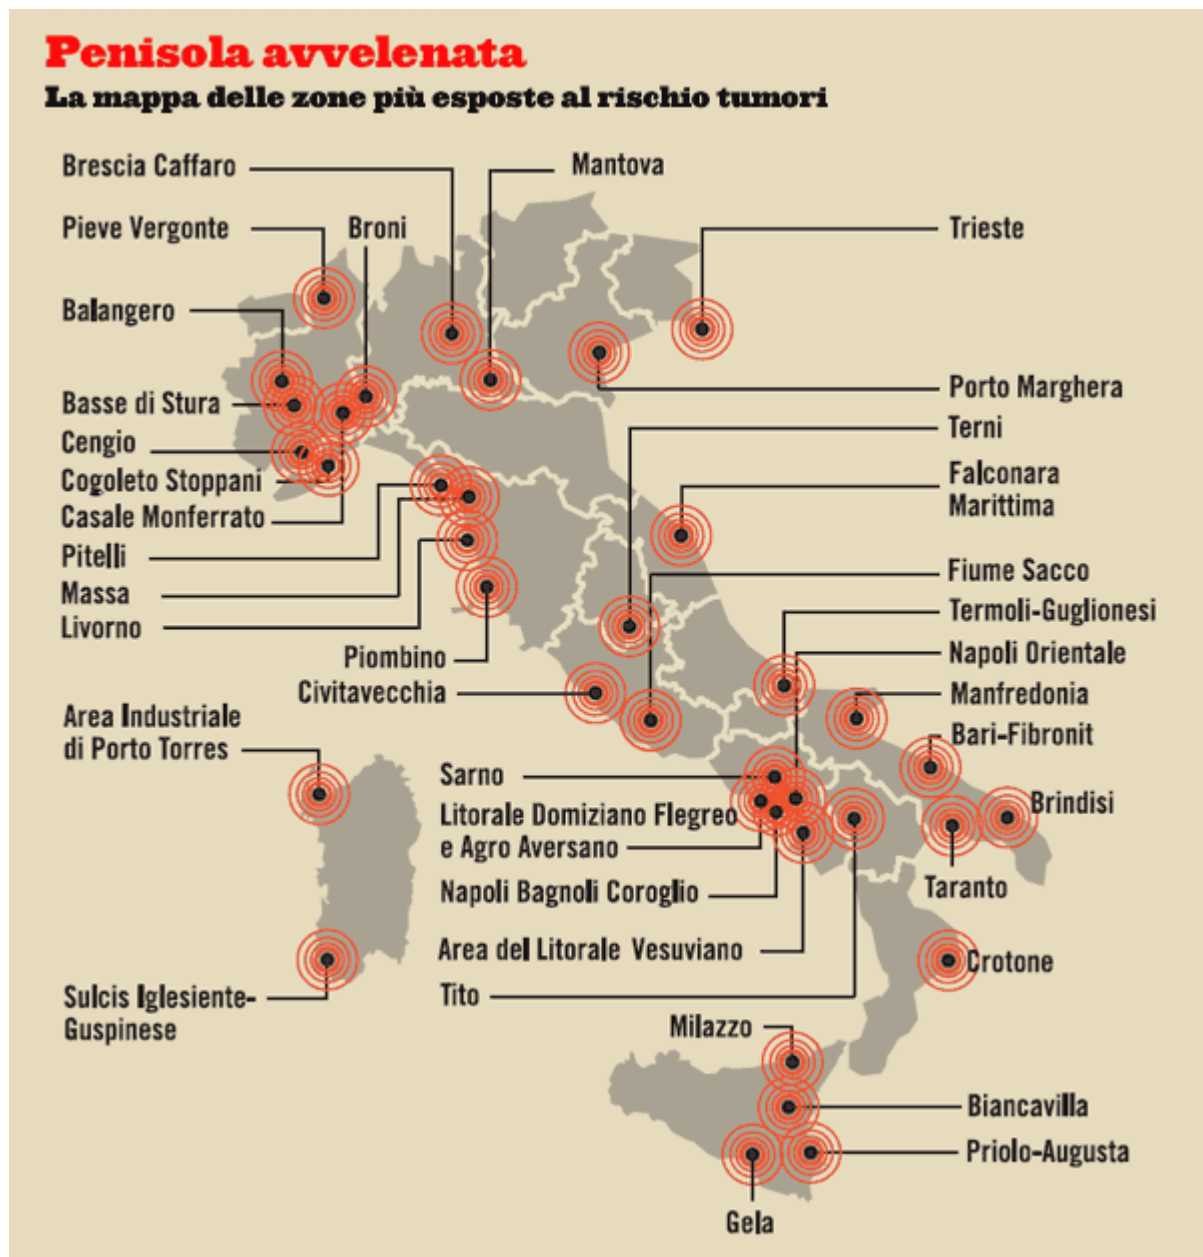 Penisola avvelenata
La mappa delle zone più esposte al rischio tumori
Brescia Caffaro
Mantova
Pieve Vergonte
Broni
Trieste
Balangero
Porto Marghera
Basse di Stura
Terni
Cengio
Cogoleto Stoppani
Falconara
Marittima
Casale Monferrato
Pitelli
Fiume Sacco
Massa
Termoli-Guglionesi
Livorno
Napoli Orientale
Piombino
Civitavecchia
Manfredonia
Area Industriale
di Porto Torres
Bari-Fibronit
Sarno
Brindisi
Litorale Domiziano Flegreo
e Agro Aversano
Taranto
Napoli Bagnoli Coroglio
Area del Litorale Vesuviano
Crotone
Sulcis Iglesiente-
Guspinese
Tito
Milazzo
Biancavilla
Priolo-Augusta
Gela